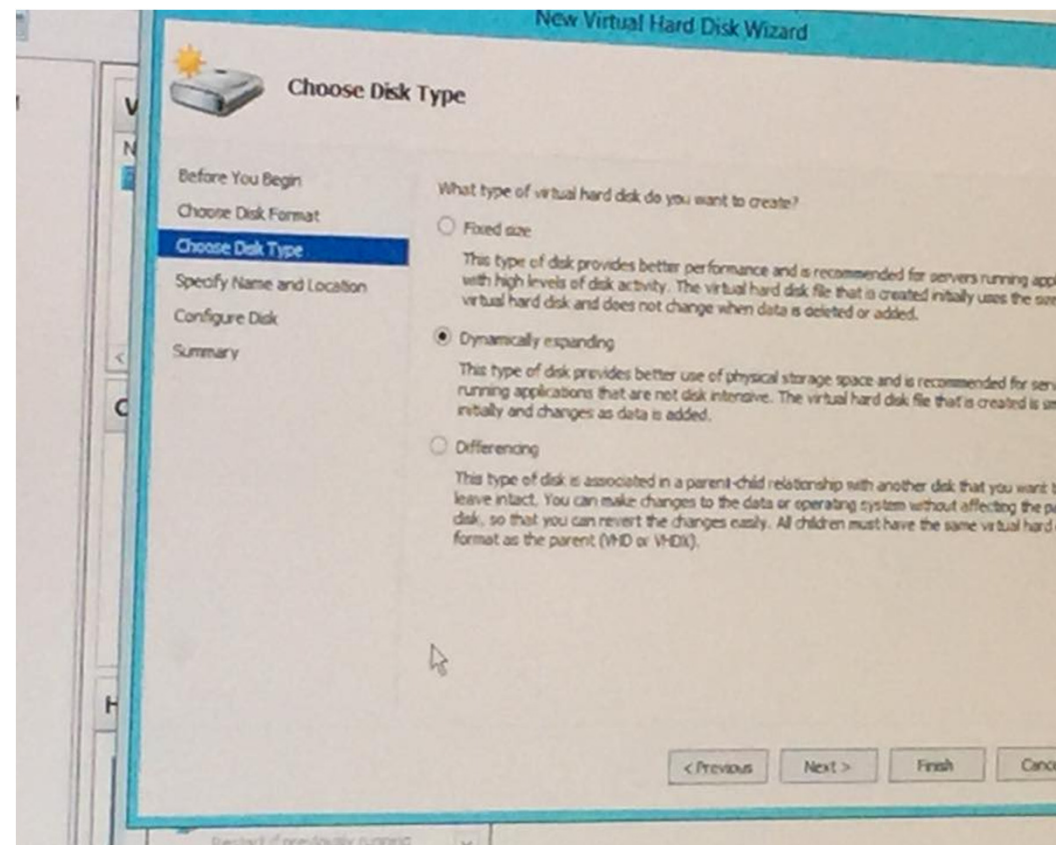 New Virtual Hard Disk Wizard
Choose Disk Type
Before You Begin
Choose Disk Format
Choose Disk Type
Specify Name and Location
Configure Disk
Summary
What type of virtual hard disk do you want to create?
Fixed size
This type of disk provides better performance and is recommended for servers running
with high levels of disk activity. The virtual hard disk file that is created initially uses the
virtual hard disk and does not change when data is deleted or added.
Dynamically expanding
This type of disk provides better use of physical storage space and is recommended for
running applications that are not disk intensive. The virtual hard disk file that is created is
initially and changes as data is added.
Differencing
This type of disk is associated in a parent-child relationship with another disk that you want
leave intact. You can make changes to the data or operating system without affecting the
disk, so that you can revert the changes easily. All children must have the same virtual hard
format as the parent (VHD or VHDX).
< Previous
Next >
Finish
Restart if previously running